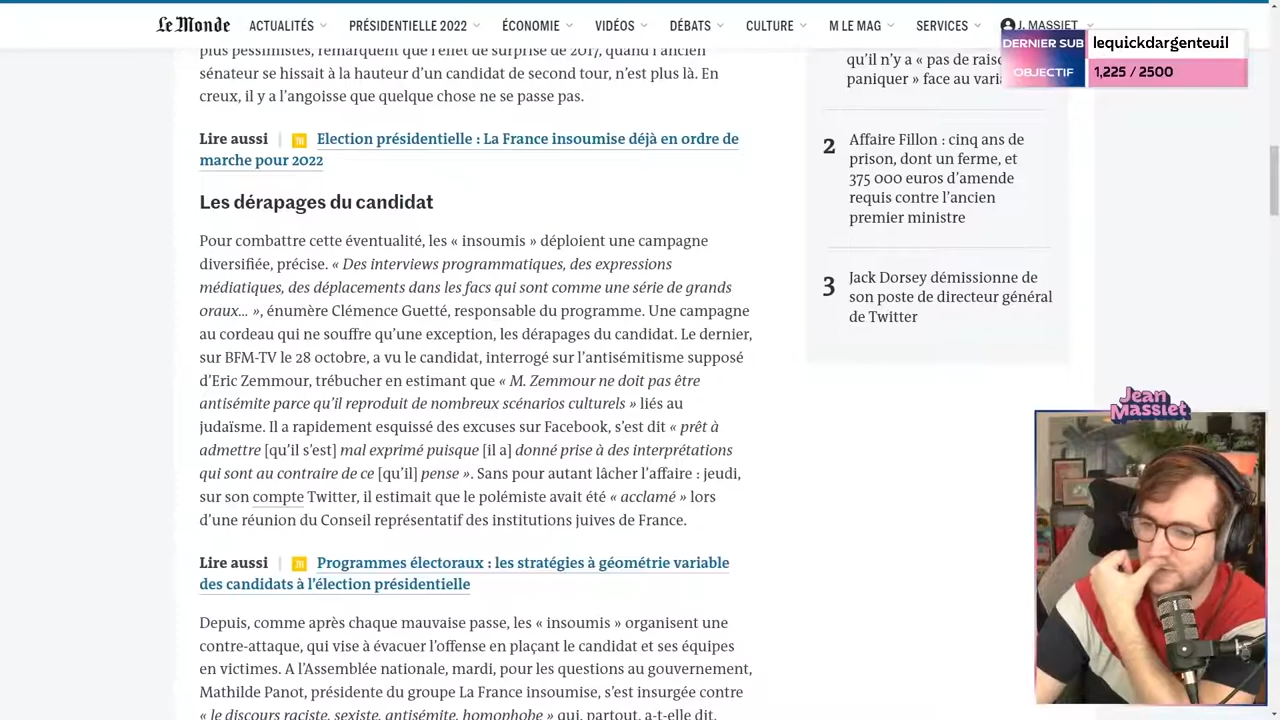 Le Monde
ACTUALITÉS
PRÉSIDENTIELLE 2022
ÉCONOMIE
VIDÉOS
DÉBATS
CULTURE
M LE MAG
SERVICES
J. MASSIET
DERNIER SUB
lequickdargenteuil
OBJECTIF
1,225 / 2500
plus pessimistes, remarquent que l'effet de surprise de 2017, quand l'ancien
sénateur se hissait à la hauteur d'un candidat de second tour, n'est plus là. En
creux, il y a l'angoisse que quelque chose ne se passe pas.
Lire aussi | Election présidentielle : La France insoumise déjà en ordre de
marche pour 2022
Les dérapages du candidat
Pour combattre cette éventualité, les « insoumis » déploient une campagne
diversifiée, précise. « Des interviews programmatiques, des expressions
médiatiques, des déplacements dans les facs qui sont comme une série de grands
oraux… », énumère Clémence Guetté, responsable du programme. Une campagne
au cordeau qui ne souffre qu'une exception, les dérapages du candidat. Le dernier,
sur BFM-TV le 28 octobre, a vu le candidat, interrogé sur l'antisémitisme supposé
d'Eric Zemmour, trébucher en estimant que « M. Zemmour ne doit pas être
antisémite parce qu'il reproduit de nombreux scénarios culturels » liés au
judaïsme. Il a rapidement esquissé des excuses sur Facebook, s'est dit « prêt à
admettre [qu'il s'est] mal exprimé puisque [il a] donné prise à des interprétations
qui sont au contraire de ce [qu'il] pense ». Sans pour autant lâcher l'affaire : jeudi,
sur son compte Twitter, il estimait que le polémiste avait été « acclamé » lors
d'une réunion du Conseil représentatif des institutions juives de France.
Lire aussi | Programmes électoraux : les stratégies à géométrie variable
des candidats à l'élection présidentielle
Depuis, comme après chaque mauvaise passe, les « insoumis » organisent une
contre-attaque, qui vise à évacuer l'offense en plaçant le candidat et ses équipes
en victimes. A l'Assemblée nationale, mardi, pour les questions au gouvernement,
Mathilde Panot, présidente du groupe La France insoumise, s'est insurgée contre
« le discours raciste, sexiste, antisémite, homophobe » qui, partout, a-t-elle dit,
qu'il n'y a « pas de
paniquer » face au
2
Affaire Fillon : cinq ans de
prison, dont un ferme, et
375 000 euros d'amende
requis contre l'ancien
premier ministre
3
Jack Dorsey démissionne de
son poste de directeur général
de Twitter
Jean
Massiet